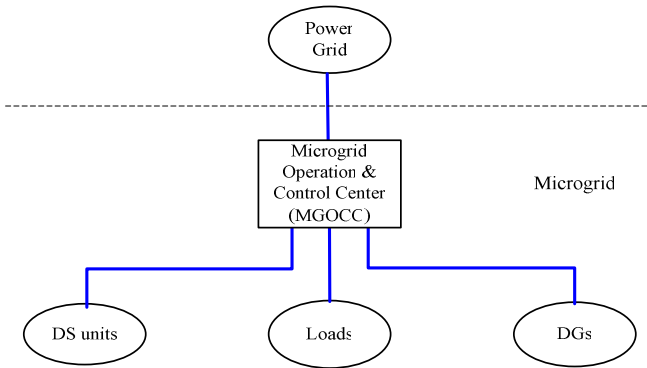 Power
Grid
Microgrid
Operation &
Control Center
(MGOCC)
Microgrid
DS units
Loads
DGs